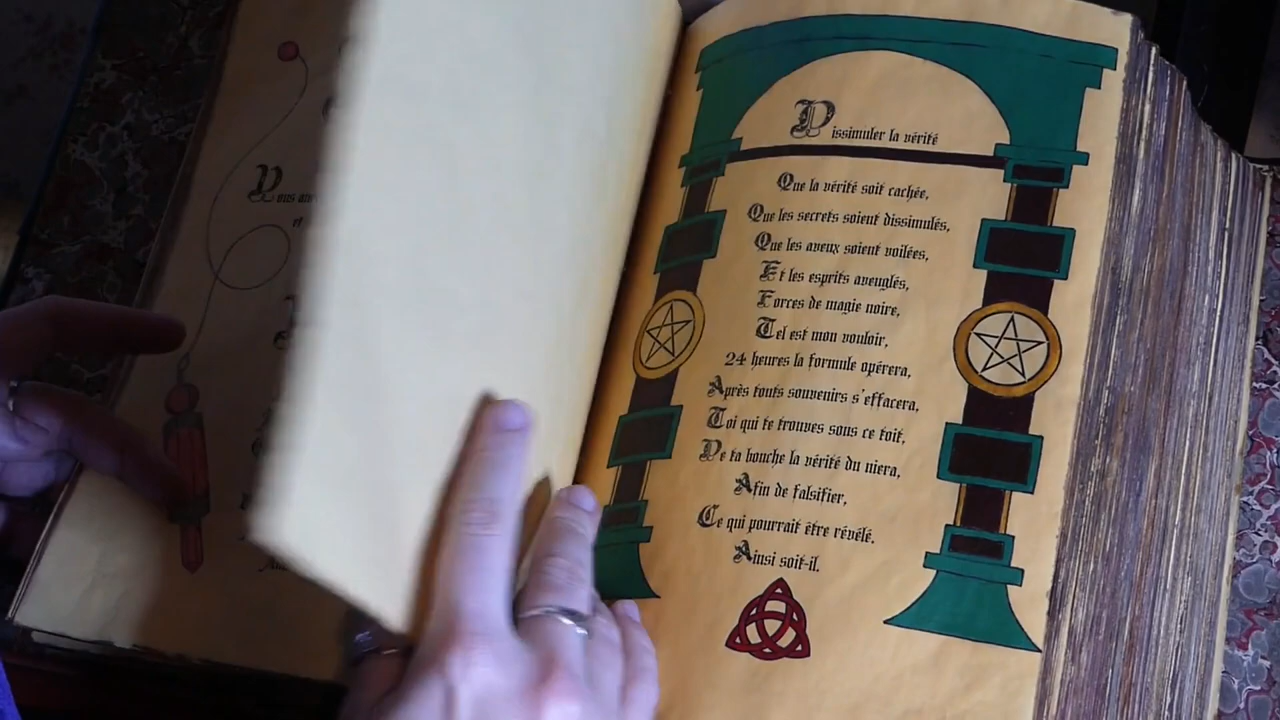 Vous
et
Dissimuler la vérité
Que la vérité soit cachée,
Que les secrets soient dissimulés,
Que les aveux soient voilées,
Et les esprits aveuglés,
Forces de magie noire,
Tel est mon vouloir,
24 heures la formule opérera,
Après touts souvenirs s'effacera,
Toi qui te trouves sous ce toit,
De ta bouche la vérité du niera,
Afin de falsifier,
Ce qui pourrait être révélé.
Ainsi soit-il.